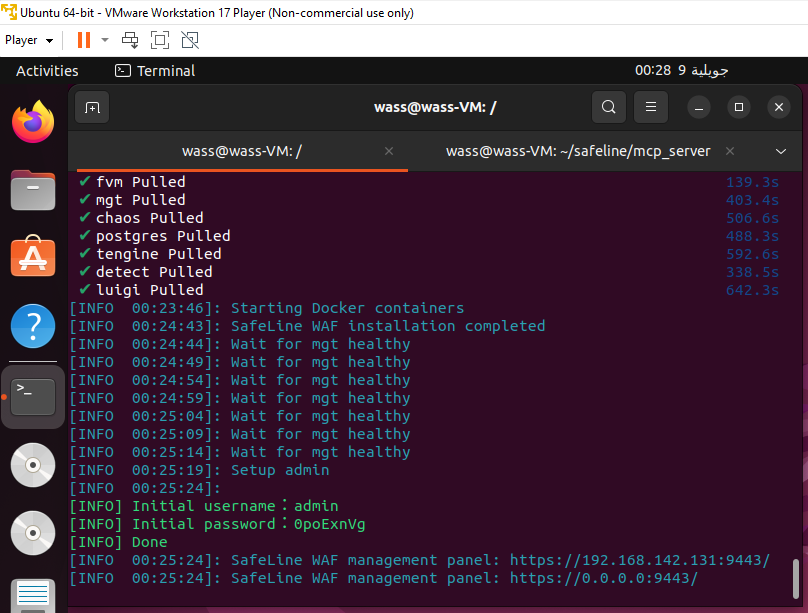 Ubuntu 64-bit - VMware Workstation 17 Player (Non-commercial use only)
Player
Activities
Terminal
00:28 9 جويلية
wass@wass-VM: /
wass@wass-VM: /
wass@wass-VM: ~/safeline/mcp_server
✔ fvm Pulled 139.3s
✔ mgt Pulled 403.4s
✔ chaos Pulled 506.6s
✔ postgres Pulled 488.3s
✔ tengine Pulled 592.6s
✔ detect Pulled 338.5s
✔ luigi Pulled 642.3s
[INFO  00:23:46]: Starting Docker containers
[INFO  00:24:43]: SafeLine WAF installation completed
[INFO  00:24:44]: Wait for mgt healthy
[INFO  00:24:49]: Wait for mgt healthy
[INFO  00:24:54]: Wait for mgt healthy
[INFO  00:24:59]: Wait for mgt healthy
[INFO  00:25:04]: Wait for mgt healthy
[INFO  00:25:09]: Wait for mgt healthy
[INFO  00:25:14]: Wait for mgt healthy
[INFO  00:25:19]: Setup admin
[INFO  00:25:24]:
[INFO] Initial username：admin
[INFO] Initial password：0poExnVg
[INFO] Done
[INFO  00:25:24]: SafeLine WAF management panel: https://192.168.142.131:9443/
[INFO  00:25:24]: SafeLine WAF management panel: https://0.0.0.0:9443/